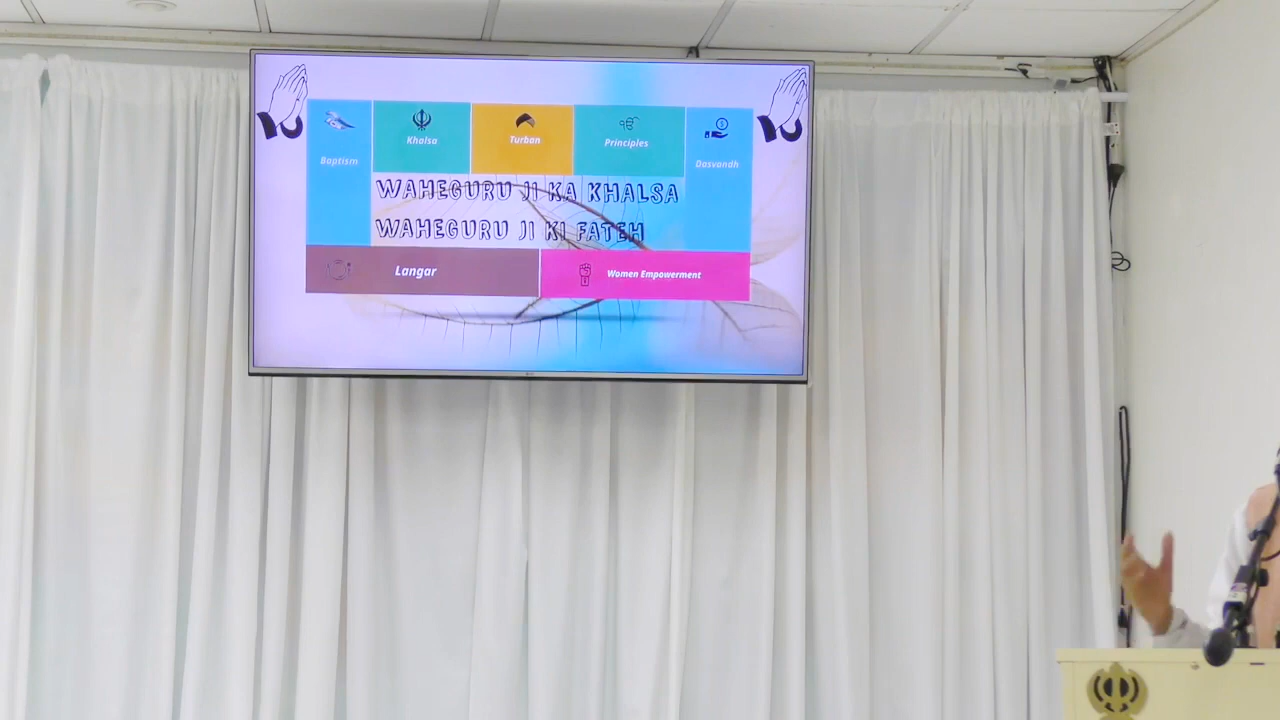 Baptism
Khalsa
Turban
Principles
Dasvandh
WAHEGURU JI KA KHALSA
WAHEGURU JI KI FATEH
Langar
Women Empowerment